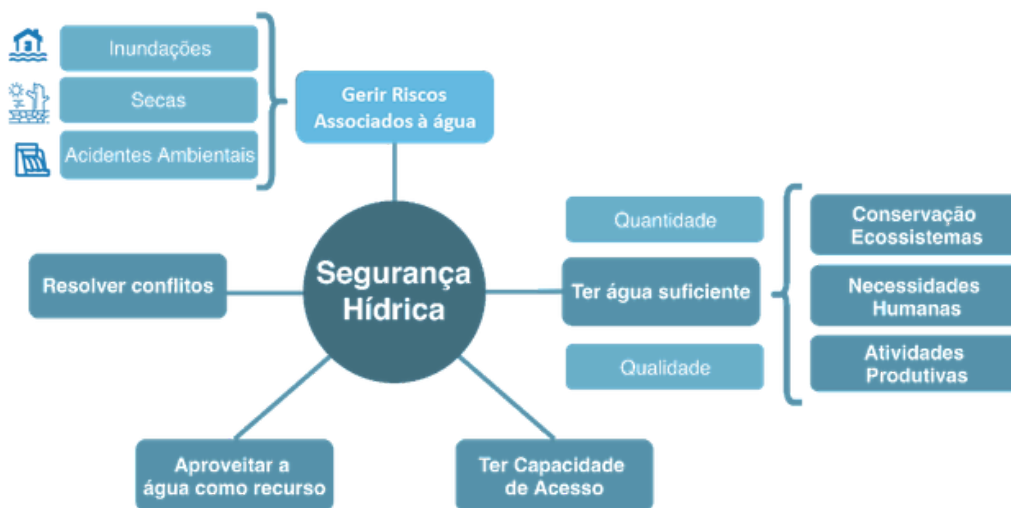 Inundações
Secas
Acidentes Ambientais
Gerir Riscos
Associados à água
Segurança
Hídrica
Resolver conflitos
Quantidade
Ter água suficiente
Qualidade
Conservação
Ecossistemas
Necessidades
Humanas
Atividades
Produtivas
Aproveitar a
água como recurso
Ter Capacidade
de Acesso